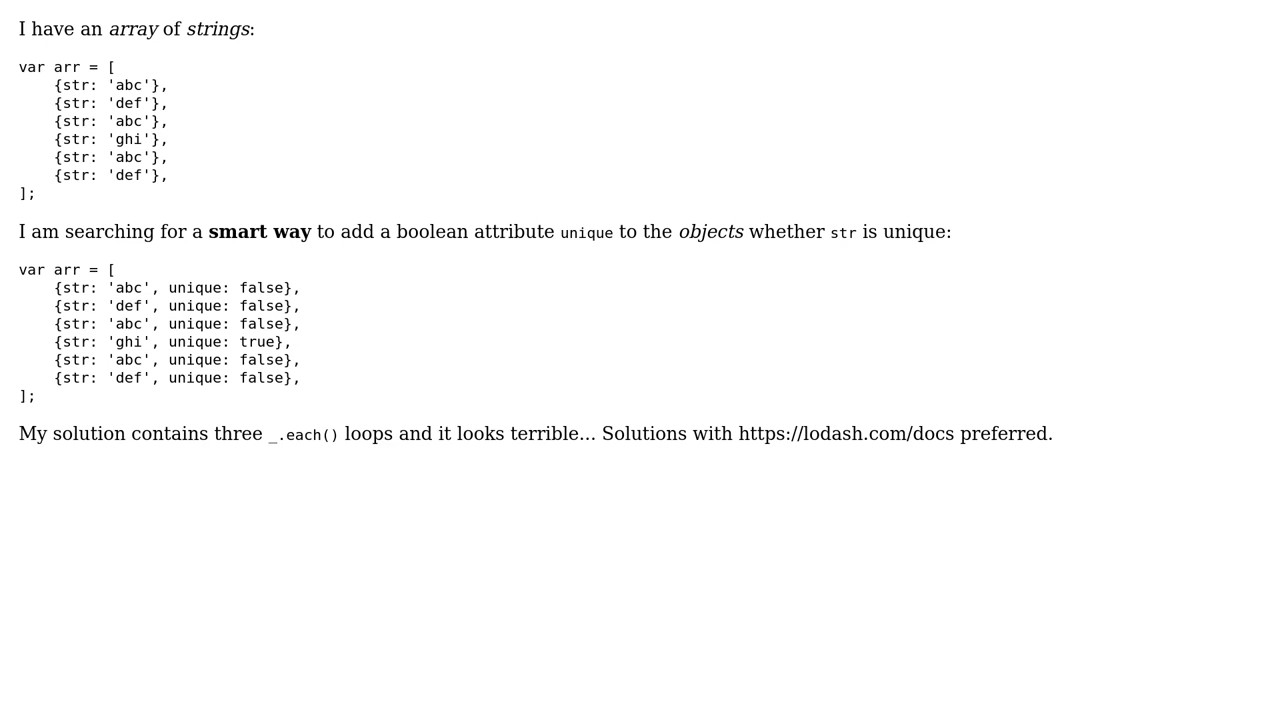 I have an array of strings:
var arr = [
    {str: 'abc'},
    {str: 'def'},
    {str: 'abc'},
    {str: 'ghi'},
    {str: 'abc'},
    {str: 'def'},
];
I am searching for a smart way to add a boolean attribute unique to the objects whether str is unique:
var arr = [
    {str: 'abc', unique: false},
    {str: 'def', unique: false},
    {str: 'abc', unique: false},
    {str: 'ghi', unique: true},
    {str: 'abc', unique: false},
    {str: 'def', unique: false},
];
My solution contains three _.each() loops and it looks terrible... Solutions with https://lodash.com/docs preferred.